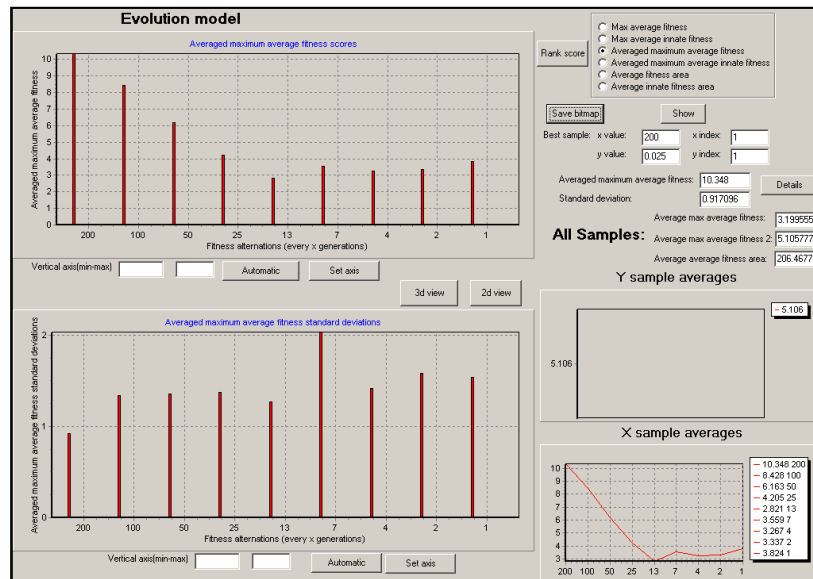 Evolution model
Averaged maximum average fitness scores
Averaged maximum average fitness
10
9
8
7
6
5
4
3
2
1
0
200 100 50 25 13 7 4 2 1
Fitness alternations (every x generations)
Vertical axis(min-max) Automatic Set axis
3d view 2d view
Averaged maximum average fitness standard deviations
Averaged maximum average fitness standard deviations
2
1
0
200 100 50 25 13 7 4 2 1
Fitness alternations (every x generations)
Vertical axis(min-max) Automatic Set axis
Rank score
Max average fitness
Max average innate fitness
Averaged maximum average fitness
Averaged maximum average innate fitness
Average fitness area
Average innate fitness area
Save bitmap Show
Best sample: x value: 200 x index: 1
y value: 0.025 y index: 1
Averaged maximum average fitness: 10.348
Standard deviation: 0.917096
Details
All Samples:
Average max average fitness: 3.199555
Average max average fitness 2: 5.105777
Average average fitness area: 206.4677
Y sample averages
5.106
5.106
X sample averages
10
9
8
7
6
5
4
3
200 100 50 25 13 7 4 2 1
10.348 200
8.428 100
6.163 50
4.205 25
2.821 13
3.559 7
3.267 4
3.337 2
3.824 1